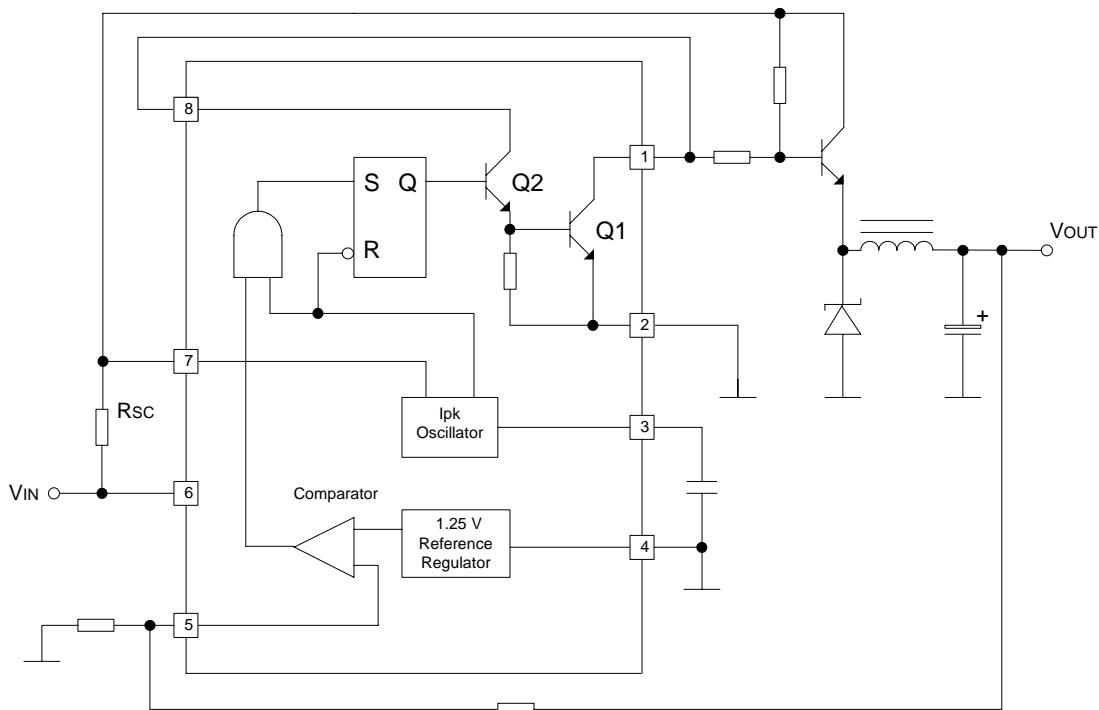 8
1
S Q
Q2
Q1
R
VOUT
2
+
7
RSC
Ipk
Oscillator
3
VIN
6
Comparator
1.25 V
Reference
Regulator
4
5